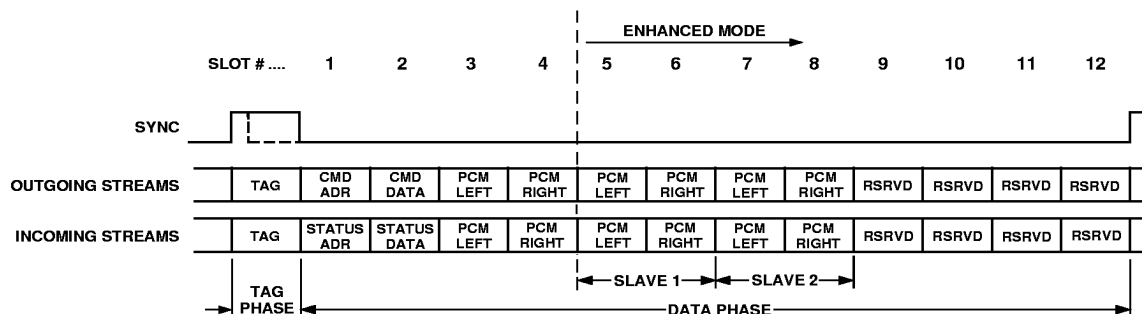 ENHANCED MODE
SLOT # .... 1 2 3 4 5 6 7 8 9 10 11 12
SYNC
OUTGOING STREAMS TAG CMD ADR CMD DATA PCM LEFT PCM RIGHT PCM LEFT PCM RIGHT PCM LEFT PCM RIGHT RSRVD RSRVD RSRVD RSRVD
INCOMING STREAMS TAG STATUS ADR STATUS DATA PCM LEFT PCM RIGHT PCM LEFT PCM RIGHT PCM LEFT PCM RIGHT RSRVD RSRVD RSRVD RSRVD
SLAVE 1 SLAVE 2
TAG
PHASE
DATA PHASE